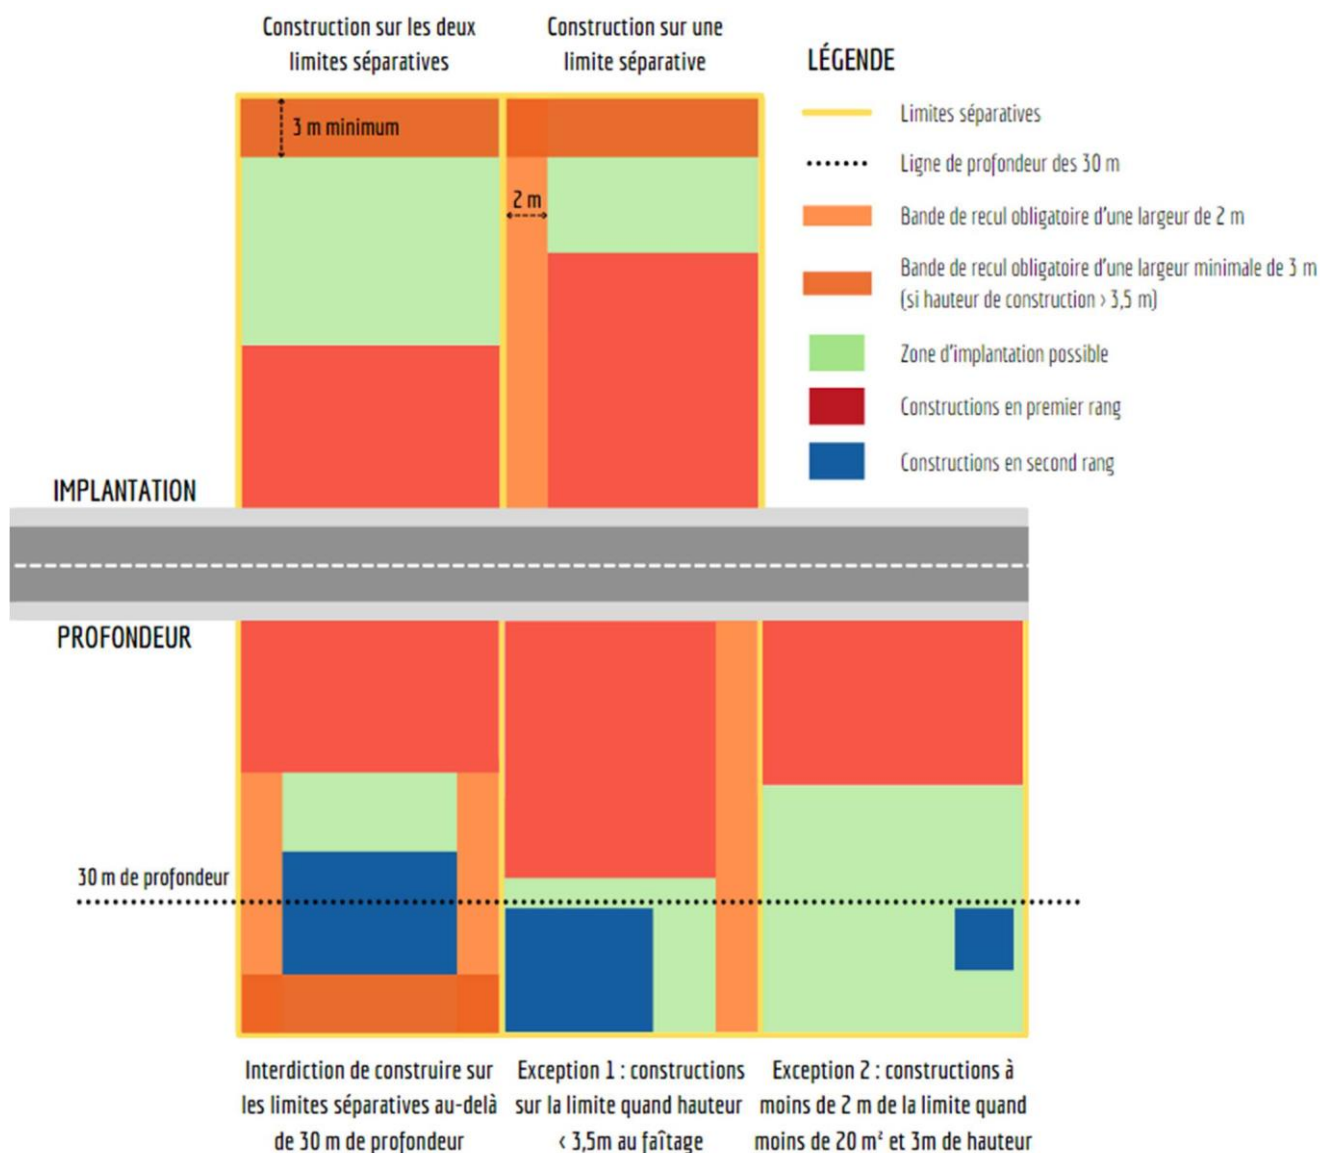 Construction sur les deux
limites séparatives
Construction sur une
limite séparative
LÉGENDE
Limites séparatives
Ligne de profondeur des 30 m
Bande de recul obligatoire d'une largeur de 2 m
Bande de recul obligatoire d'une largeur minimale de 3 m
(si hauteur de construction > 3,5 m)
Zone d'implantation possible
Constructions en premier rang
Constructions en second rang
3 m minimum
2 m
IMPLANTATION
PROFONDEUR
30 m de profondeur
Interdiction de construire sur
les limites séparatives au-delà
de 30 m de profondeur
Exception 1 : constructions
sur la limite quand hauteur
< 3,5m au faîtage
Exception 2 : constructions à
moins de 2 m de la limite quand
moins de 20 m² et 3m de hauteur